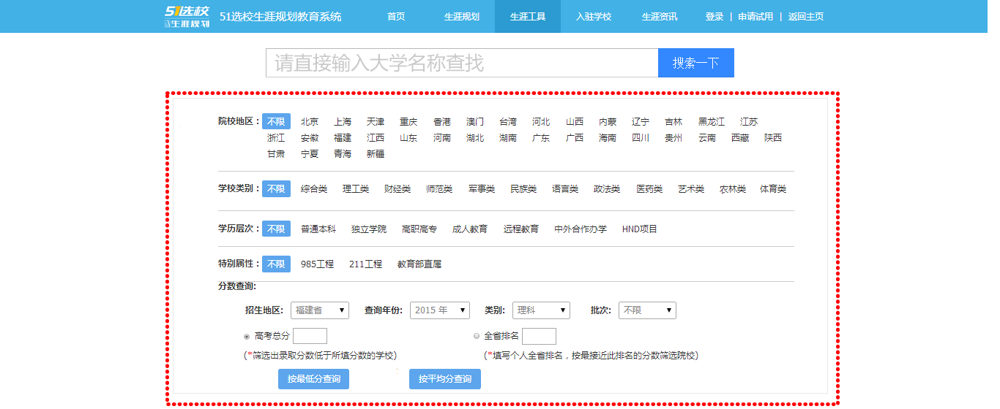 51选校
生涯规划
51选校生涯规划教育系统 首页 生涯规划 生涯工具 入驻学校 生涯资讯 登录 | 申请试用 | 返回主页
请直接输入大学名称查找 搜索一下
院校地区： 不限 北京 上海 天津 重庆 香港 澳门 台湾 河北 山西 内蒙 辽宁 吉林 黑龙江 江苏
浙江 安徽 福建 江西 山东 河南 湖北 湖南 广东 广西 海南 四川 贵州 云南 西藏 陕西
甘肃 宁夏 青海 新疆
学校类别： 不限 综合类 理工类 财经类 师范类 军事类 民族类 语言类 政法类 医药类 艺术类 农林类 体育类
学历层次： 不限 普通本科 独立学院 高职高专 成人教育 远程教育 中外合作办学 HND项目
特别属性： 不限 985工程 211工程 教育部直属
分数查询:
招生地区: 福建省 查询年份: 2015 年 类别: 理科 批次: 不限
高考总分 全省排名
(*筛选出录取分数低于所填分数的学校) (*填写个人全省排名，按最接近此排名的分数筛选院校)
按最低分查询 按平均分查询